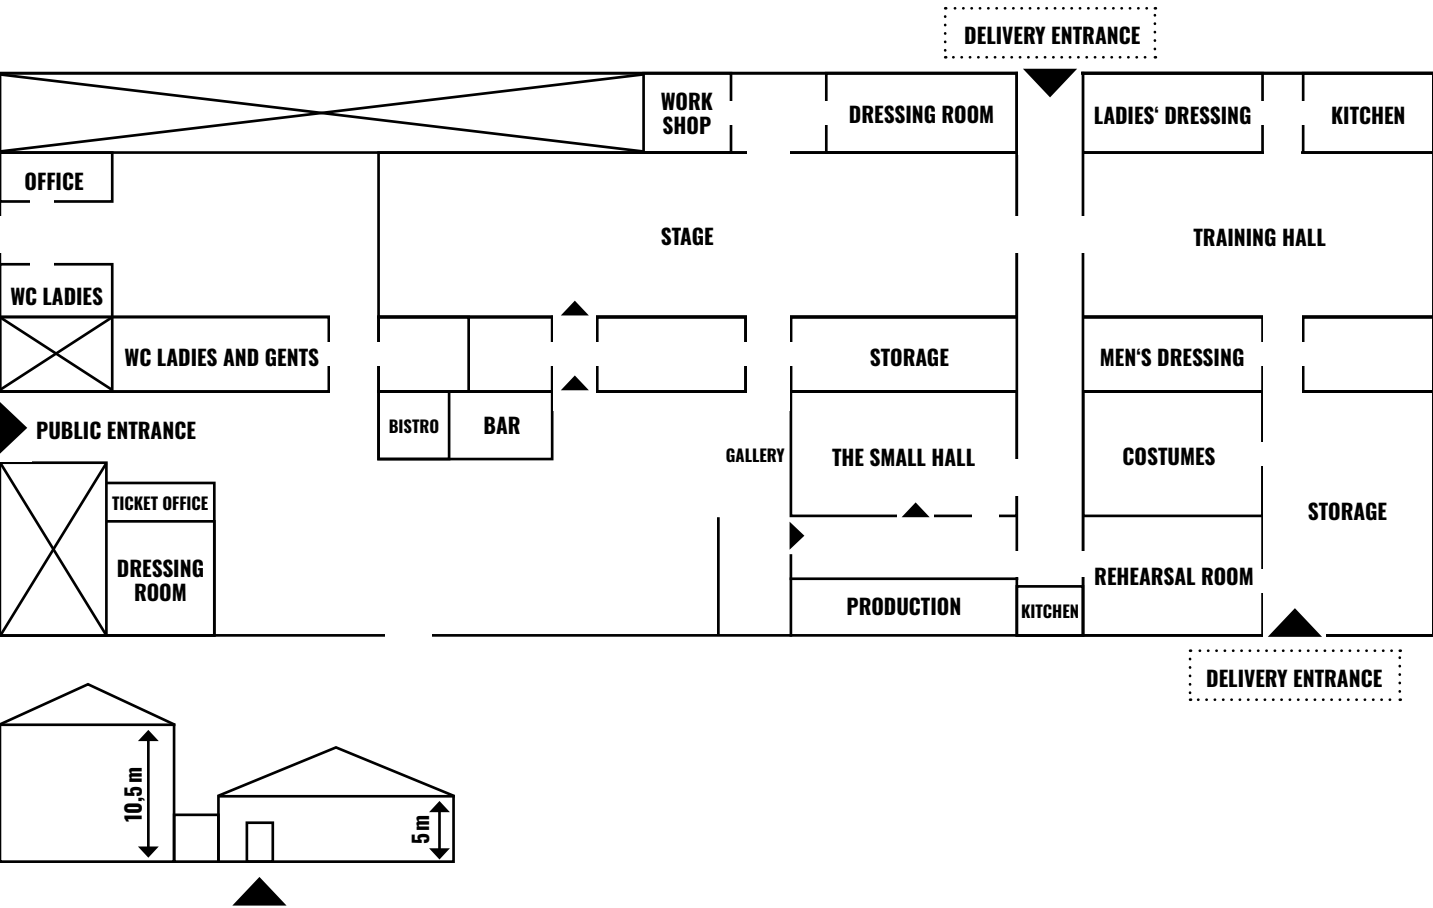 DELIVERY ENTRANCE
WORK
SHOP
DRESSING ROOM
LADIES‘ DRESSING
KITCHEN
OFFICE
STAGE
TRAINING HALL
WC LADIES
WC LADIES AND GENTS
STORAGE
MEN‘S DRESSING
PUBLIC ENTRANCE
BISTRO
BAR
GALLERY
THE SMALL HALL
COSTUMES
TICKET OFFICE
STORAGE
DRESSING
ROOM
REHEARSAL ROOM
PRODUCTION
KITCHEN
DELIVERY ENTRANCE
10,5 m
5 m